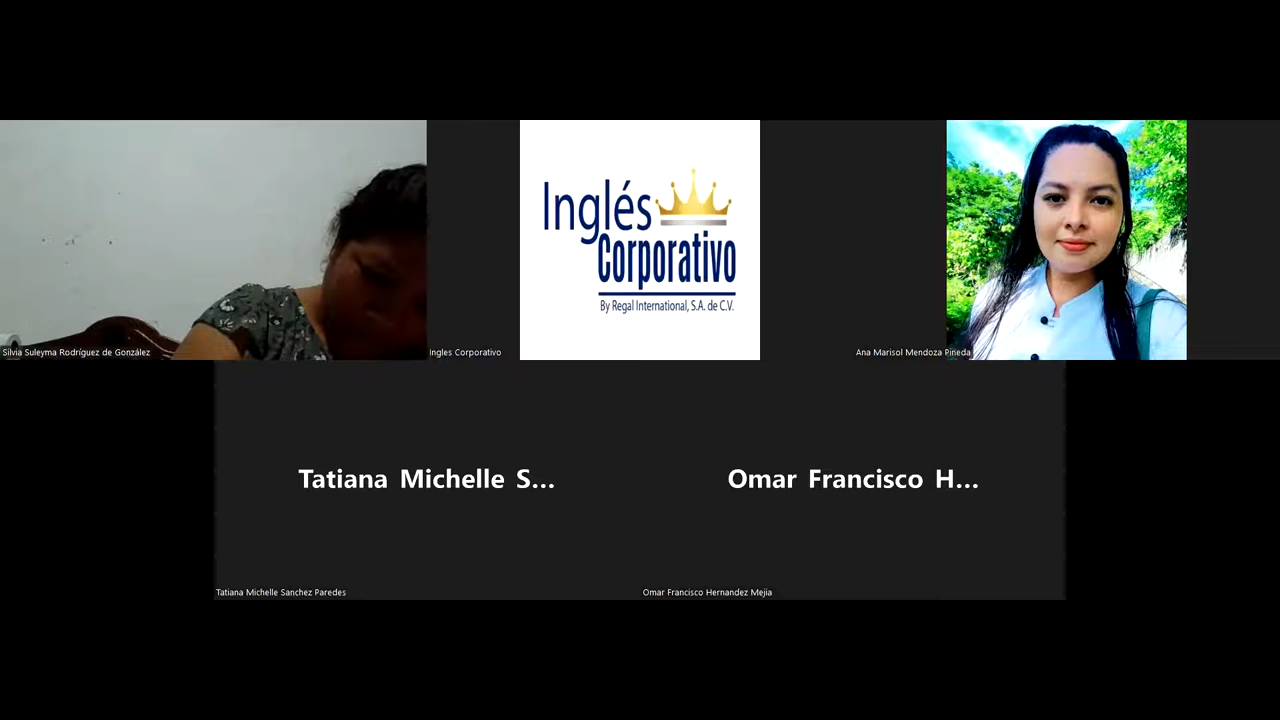 Inglés
Corporativo
By Regal International, S.A. de C.V.
Silvia Suleyma Rodríguez de González
Ingles Corporativo
Ana Marisol Mendoza Pineda
Tatiana Michelle S...
Omar Francisco H...
Tatiana Michelle Sanchez Paredes
Omar Francisco Hernandez Mejia